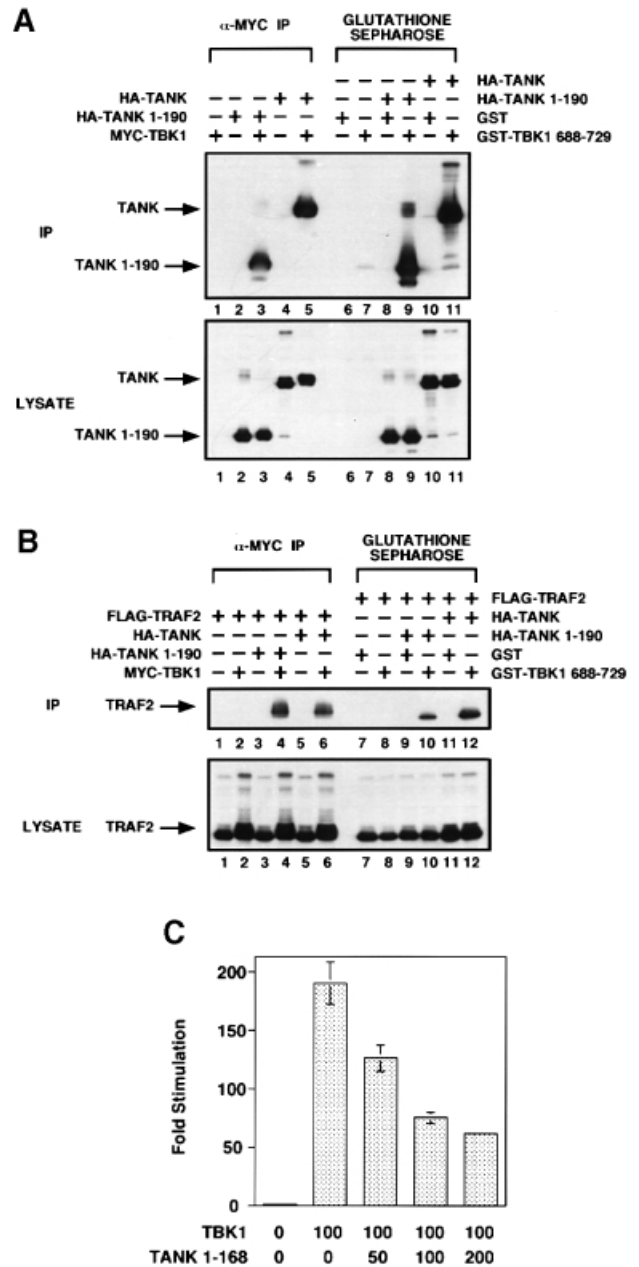 A
α-MYC IP
GLUTATHIONE
SEPHAROSE
− − − − − − − − + + HA-TANK
HA-TANK − − − + + − − + + − − HA-TANK 1-190
HA-TANK 1-190 − + + − − + − + − + − GST
MYC-TBK1 + − + − + − + − + − + GST-TBK1 688-729
IP
TANK
TANK 1-190
1 2 3 4 5 6 7 8 9 10 11
LYSATE
TANK
TANK 1-190
1 2 3 4 5 6 7 8 9 10 11
B
α-MYC IP
GLUTATHIONE
SEPHAROSE
+ + + + + + FLAG-TRAF2
FLAG-TRAF2 + + + + + + − − − − + + HA-TANK
HA-TANK − − − − + + − − + + − − HA-TANK 1-190
HA-TANK 1-190 − − + + − − + − + − + − GST
MYC-TBK1 − + − + − + − + − + − + GST-TBK1 688-729
IP TRAF2
1 2 3 4 5 6 7 8 9 10 11 12
LYSATE TRAF2
1 2 3 4 5 6 7 8 9 10 11 12
C
Fold Stimulation
200
150
100
50
0
TBK1 0 100 100 100 100
TANK 1-168 0 0 50 100 200